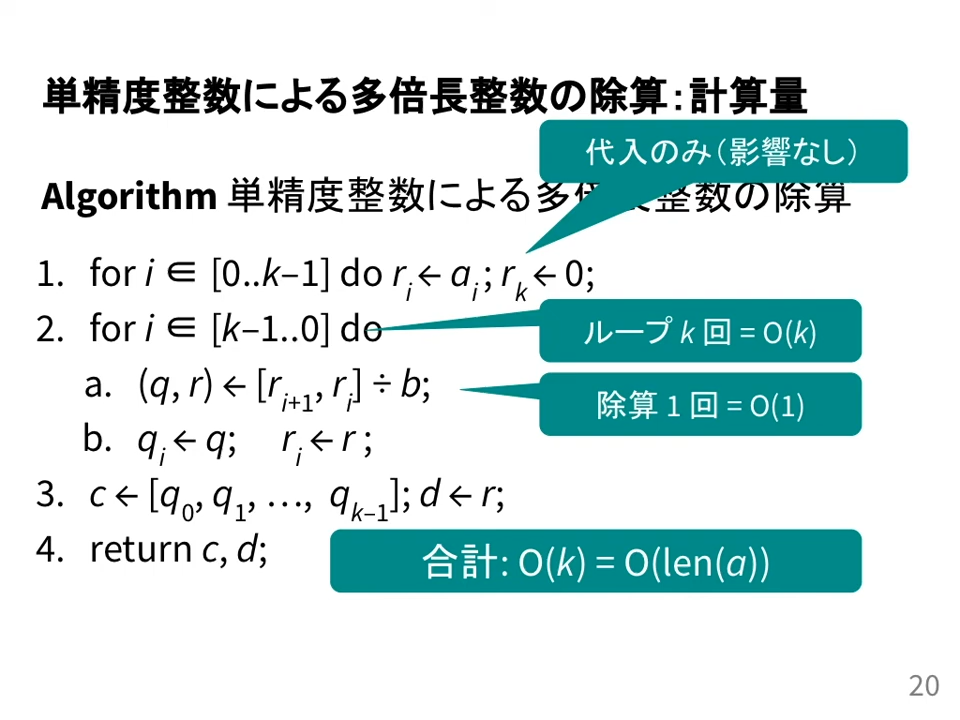 単精度整数による多倍長整数の除算：計算量
代入のみ（影響なし）
Algorithm 単精度整数による多倍長整数の除算
1. for i ∈ [0..k–1] do rᵢ ← aᵢ ; rₖ ← 0;
2. for i ∈ [k–1..0] do
ループ k 回 = O(k)
a. (q, r) ← [rᵢ₊₁, rᵢ] ÷ b;
除算 1 回 = O(1)
b. qᵢ ← q; rᵢ ← r ;
3. c ← [q₀, q₁, …, qₖ₋₁]; d ← r;
4. return c, d;
合計: O(k) = O(len(a))
20